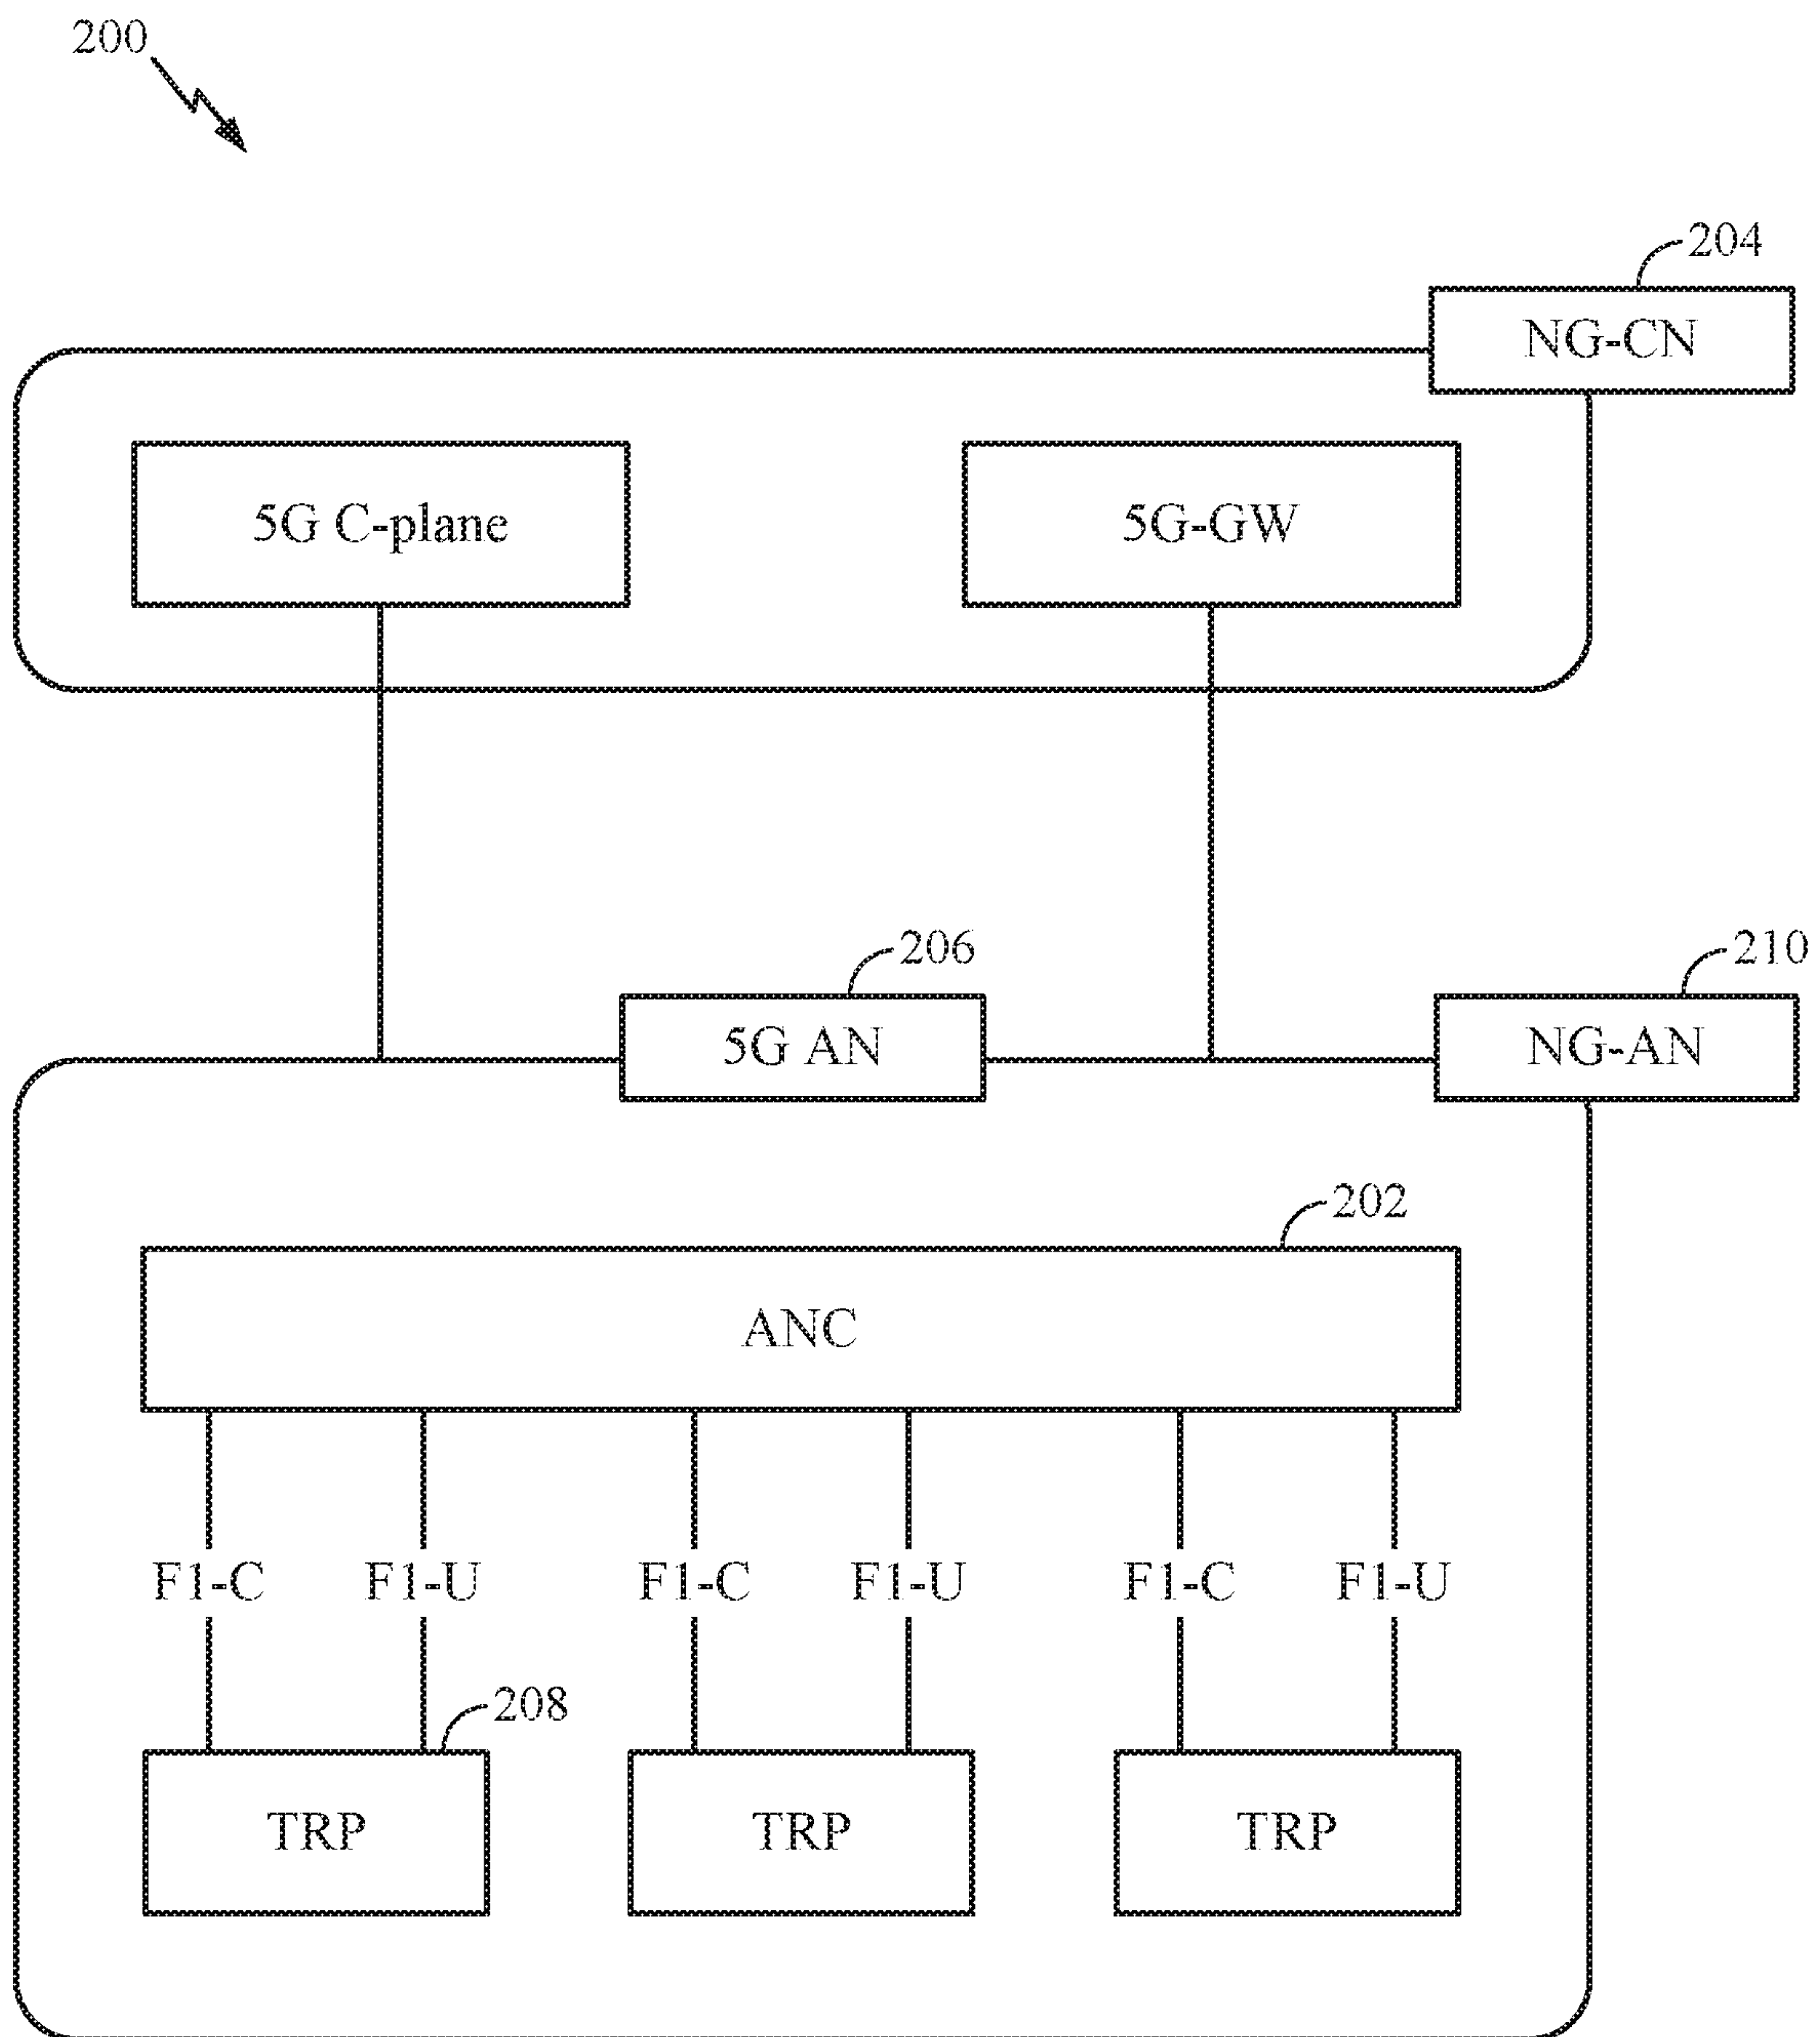 200
204
NG-CN
5G C-plane
5G-GW
206
210
5G AN
NG-AN
202
ANC
F1-C
F1-U
F1-C
F1-U
F1-C
F1-U
208
TRP
TRP
TRP